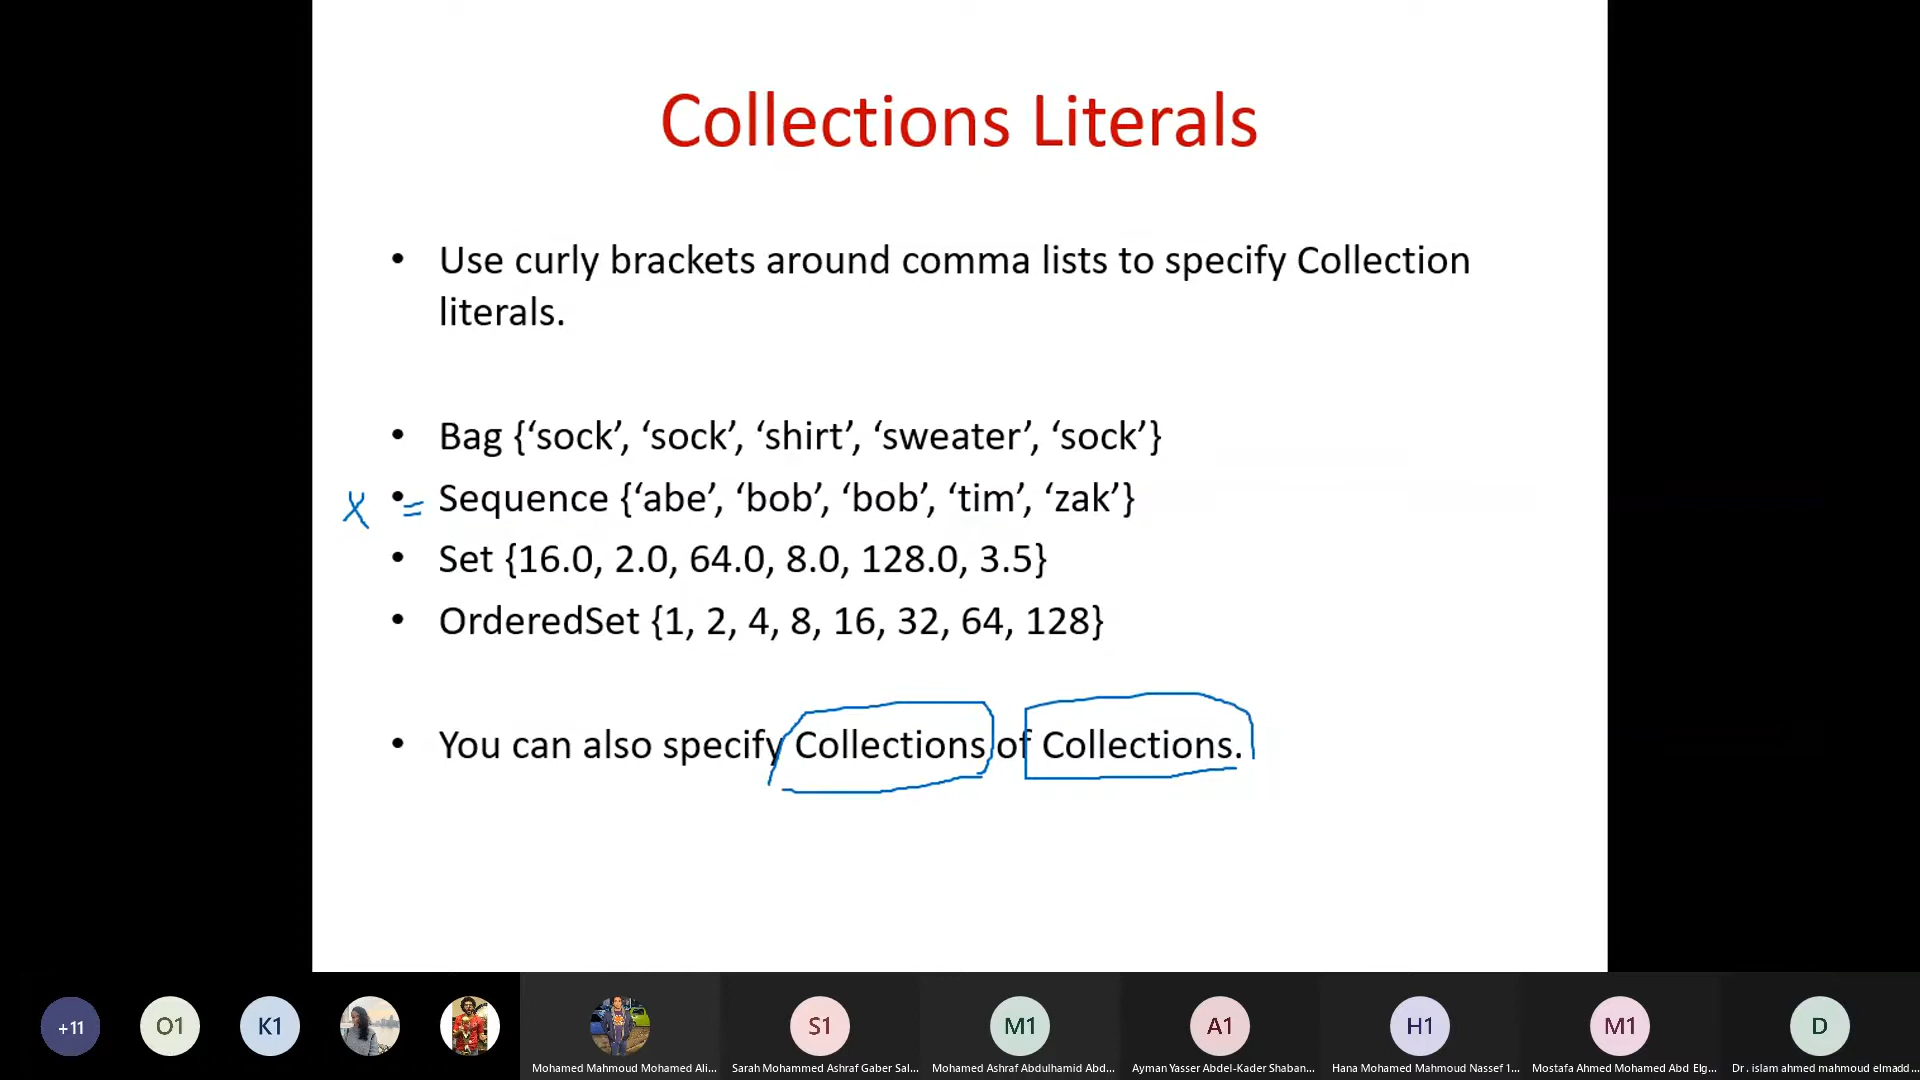 Collections Literals
• Use curly brackets around comma lists to specify Collection
literals.
• Bag {‘sock’, ‘sock’, ‘shirt’, ‘sweater’, ‘sock’}
X = • Sequence {‘abe’, ‘bob’, ‘bob’, ‘tim’, ‘zak’}
• Set {16.0, 2.0, 64.0, 8.0, 128.0, 3.5}
• OrderedSet {1, 2, 4, 8, 16, 32, 64, 128}
• You can also specify Collections of Collections.
+11 O1 K1 S1 M1 A1 H1 M1 D
Mohamed Mahmoud Mohamed Ali... Sarah Mohammed Ashraf Gaber Sal... Mohamed Ashraf Abdulhamid Abd... Ayman Yasser Abdel-Kader Shaban... Hana Mohamed Mahmoud Nassef 1... Mostafa Ahmed Mohamed Abd Elg... Dr. islam ahmed mahmoud elmadd...